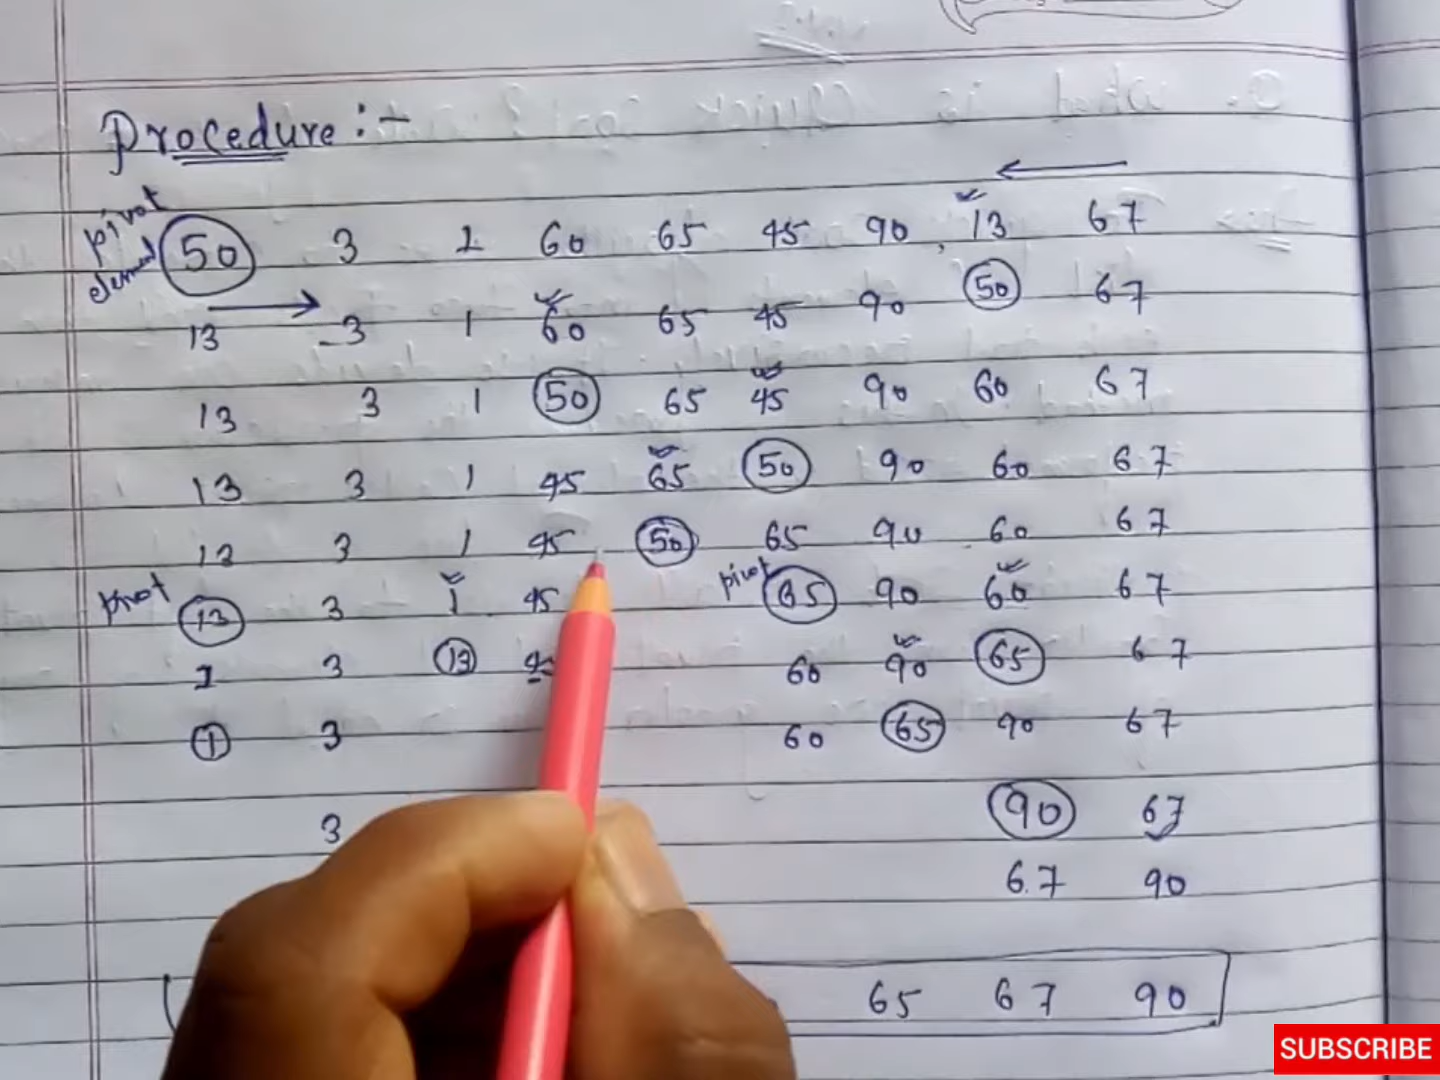 Procedure :-
pivot element
50 3 1 60 65 45 90 13 67
13 3 1 60 65 45 90 50 67
13 3 1 50 65 45 90 60 67
13 3 1 45 65 50 90 60 67
13 3 1 45 50 65 90 60 67
pivot 13 3 1 45 pivot 65 90 60 67
1 3 13 60 90 65 67
1 3 60 65 90 67
3 90 67
67 90
65 67 90
SUBSCRIBE